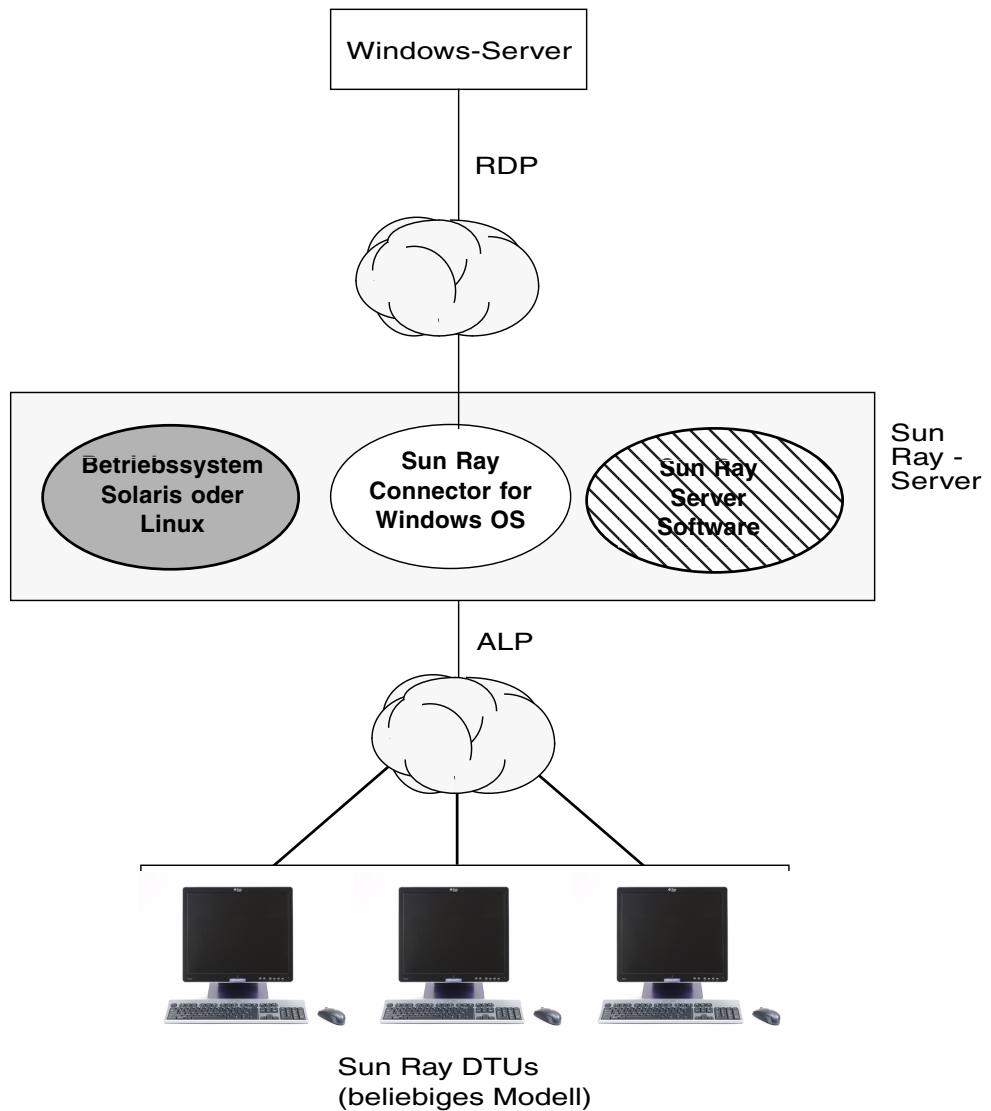 Windows-Server
RDP
Betriebssystem
Solaris oder
Linux
Sun Ray
Connector for
Windows OS
Sun Ray
Server
Software
Sun
Ray -
Server
ALP
Sun Ray DTUs
(beliebiges Modell)